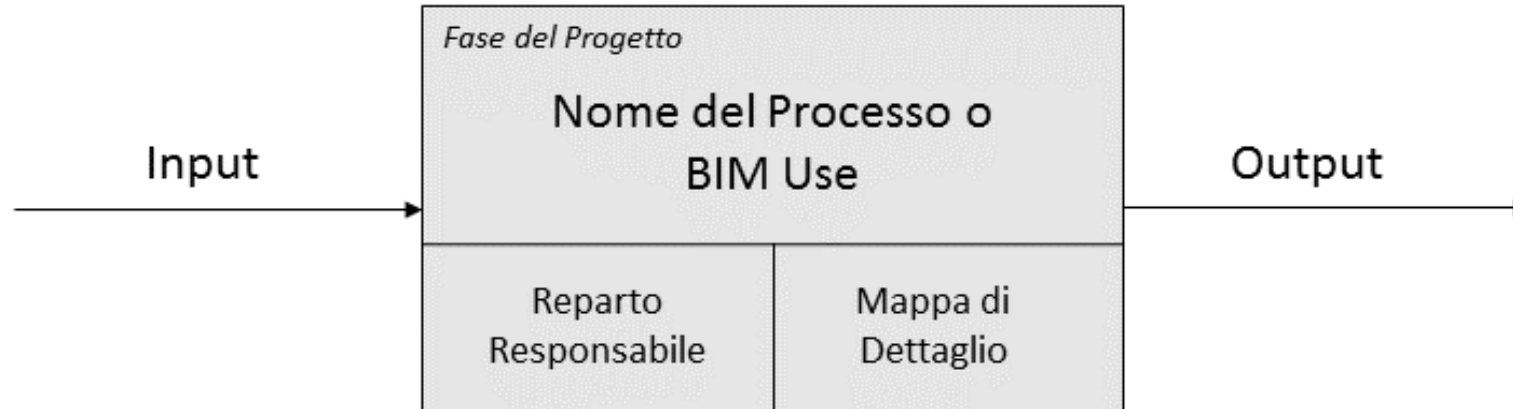 Fase del Progetto
Nome del Processo o
BIM Use
Input
Output
Reparto
Responsabile
Mappa di
Dettaglio